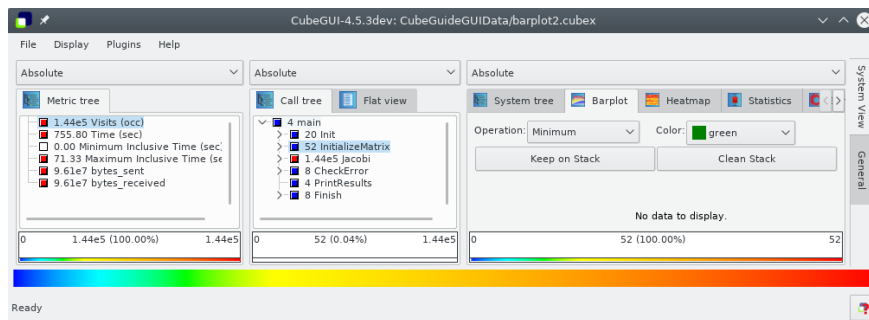 CubeGUI-4.5.3dev: CubeGuideGUIData/barplot2.cubex
File Display Plugins Help
Absolute Absolute Absolute
Metric tree Call tree Flat view System tree Barplot Heatmap Statistics
1.44e5 Visits (occ)
755.80 Time (sec)
0.00 Minimum Inclusive Time (sec
71.33 Maximum Inclusive Time (se
9.61e7 bytes_sent
9.61e7 bytes_received
4 main
20 Init
52 InitializeMatrix
1.44e5 Jacobi
8 CheckError
4 PrintResults
8 Finish
Operation: Minimum Color: green
Keep on Stack Clean Stack
No data to display.
0 1.44e5 (100.00%) 1.44e5
0 52 (0.04%) 1.44e5
0 52 (100.00%) 52
System View
General
Ready